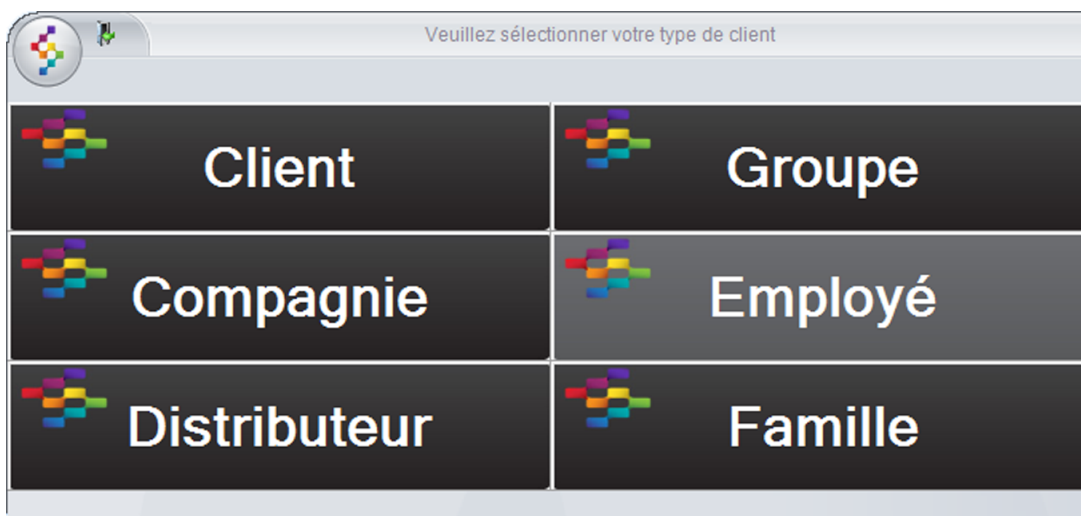 Veuillez sélectionner votre type de client
Client
Groupe
Compagnie
Employé
Distributeur
Famille